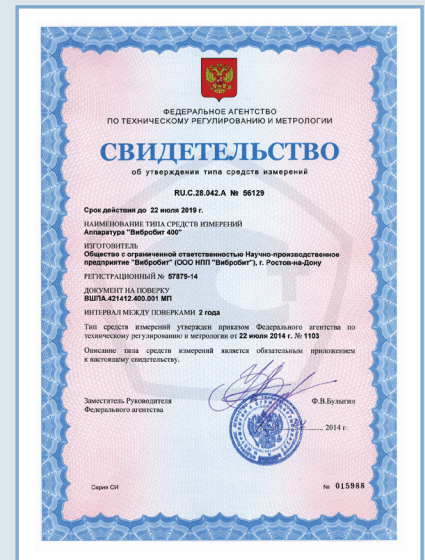 ФЕДЕРАЛЬНОЕ АГЕНТСТВО
ПО ТЕХНИЧЕСКОМУ РЕГУЛИРОВАНИЮ И МЕТРОЛОГИИ
СВИДЕТЕЛЬСТВО
об утверждении типа средств измерений
RU.C.28.042.A № 56129
Срок действия до 22 июля 2019 г.
НАИМЕНОВАНИЕ ТИПА СРЕДСТВ ИЗМЕРЕНИЙ
Аппаратура "Вибробит 400"
ИЗГОТОВИТЕЛЬ
Общество с ограниченной ответственностью Научно-производственное
предприятие "Вибробит" (ООО НПП "Вибробит"), г. Ростов-на-Дону
РЕГИСТРАЦИОННЫЙ № 57879-14
ДОКУМЕНТ НА ПОВЕРКУ
ВШПА.421412.400.001 МП
ИНТЕРВАЛ МЕЖДУ ПОВЕРКАМИ 2 года
Тип средств измерений утвержден приказом Федерального агентства по
техническому регулированию и метрологии от 22 июля 2014 г. № 1103
Описание типа средств измерений является обязательным приложением
к настоящему свидетельству.
Заместитель Руководителя
Федерального агентства
Ф.В.Булыгин
2014 г.
Серия СИ
№ 015988